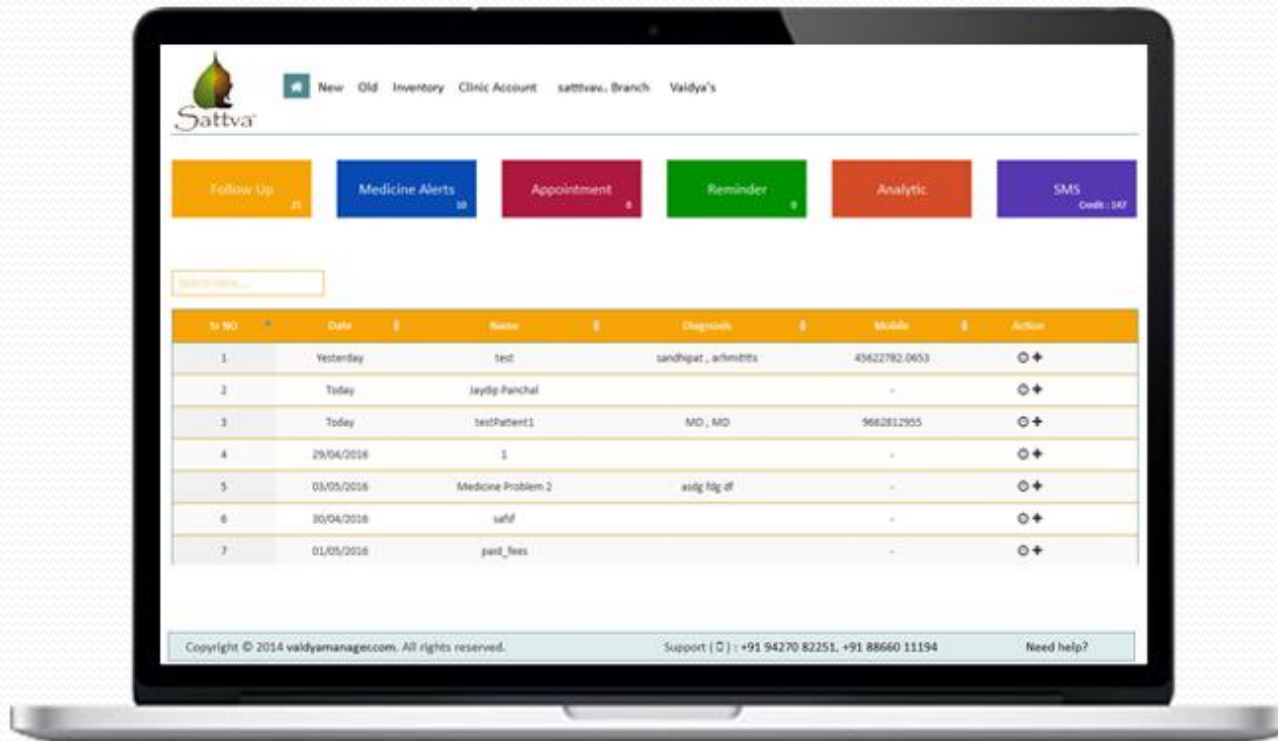 New Old Inventory Clinic Account satttvav.. Branch Vaidya's
Sattva
Follow Up 25
Medicine Alerts 10
Appointment 0
Reminder 0
Analytic
SMS Credit : 147
Sr NO Date Name Diagnosis Mobile Action
1 Yesterday test sandhipat , 45622782.0653
2 Today Jaydip Panchal -
3 Today testPatient1 MD , MD 9662812955
4 29/04/2016 1 -
5 03/05/2016 Medicine Problem 2 asdg fdg df -
6 30/04/2016 -
7 01/05/2016 paid_fees -
Copyright © 2014 vaidyamanager.com. All rights reserved. Support ( ) : +91 94270 82251, +91 88660 11194 Need help?